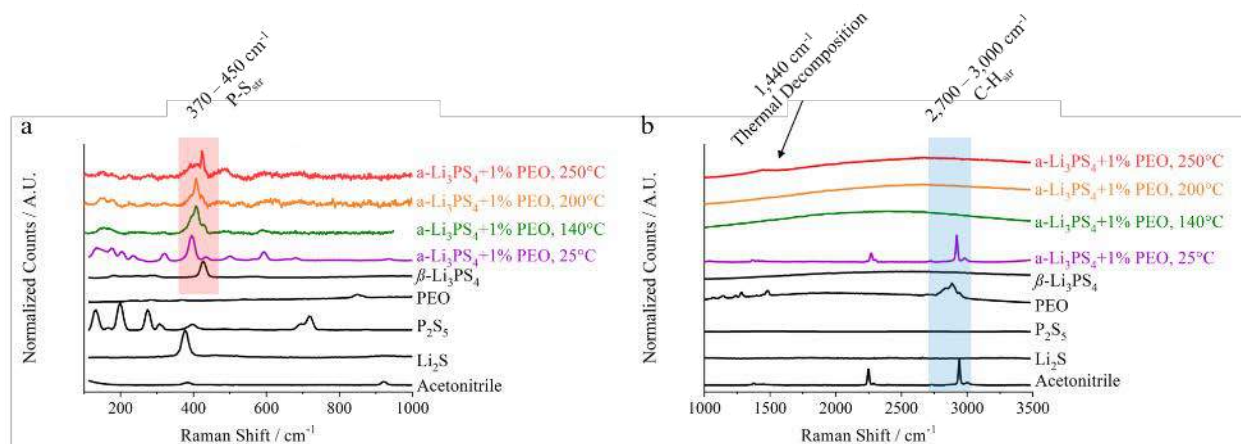 370 – 450 cm⁻¹
P-Sstr
a
a-Li₃PS₄+1% PEO, 250°C
a-Li₃PS₄+1% PEO, 200°C
a-Li₃PS₄+1% PEO, 140°C
a-Li₃PS₄+1% PEO, 25°C
β-Li₃PS₄
PEO
P₂S₅
Li₂S
Acetonitrile
Normalized Counts / A.U.
200 400 600 800 1000
Raman Shift / cm⁻¹
1,440 cm⁻¹
Thermal Decomposition
2,700 – 3,000 cm⁻¹
C-Hstr
b
a-Li₃PS₄+1% PEO, 250°C
a-Li₃PS₄+1% PEO, 200°C
a-Li₃PS₄+1% PEO, 140°C
a-Li₃PS₄+1% PEO, 25°C
β-Li₃PS₄
PEO
P₂S₅
Li₂S
Acetonitrile
Normalized Counts / A.U.
1000 1500 2000 2500 3000 3500
Raman Shift / cm⁻¹